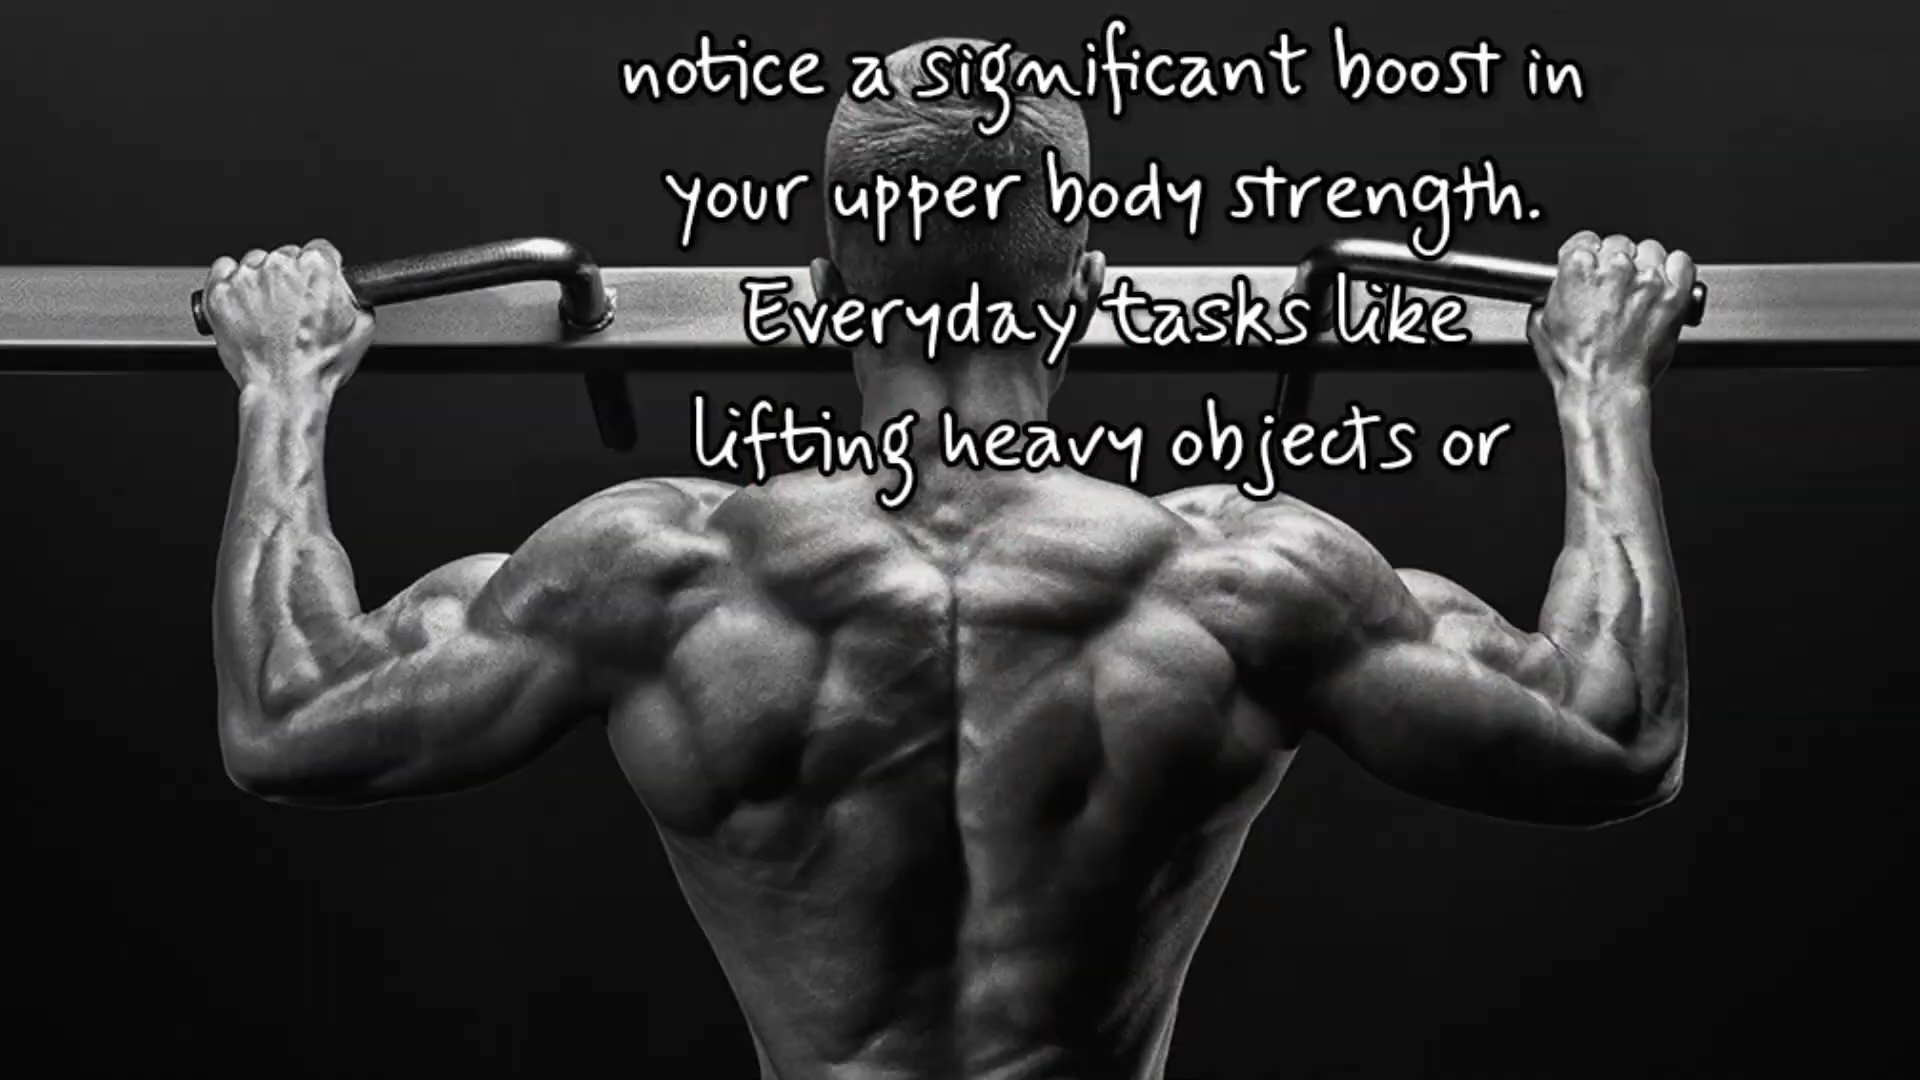 notice a significant boost in
your upper body strength.
Everyday tasks like
lifting heavy objects or